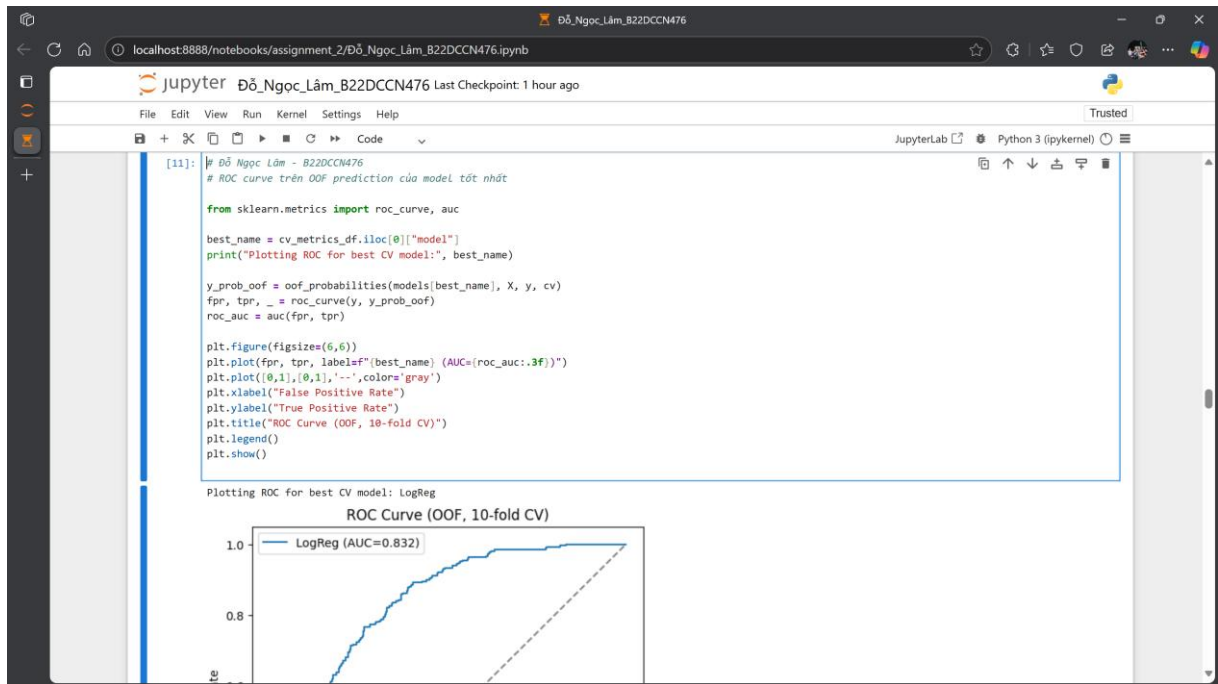 Đỗ_Ngọc_Lâm_B22DCCN476
localhost:8888/notebooks/assignment_2/Đỗ_Ngọc_Lâm_B22DCCN476.ipynb
jupyter Đỗ_Ngọc_Lâm_B22DCCN476 Last Checkpoint: 1 hour ago
File Edit View Run Kernel Settings Help Trusted
Code JupyterLab Python 3 (ipykernel)
[11]: # Đỗ Ngọc Lâm - B22DCCN476
# ROC curve trên OOF prediction của model tốt nhất
from sklearn.metrics import roc_curve, auc
best_name = cv_metrics_df.iloc[0]["model"]
print("Plotting ROC for best CV model:", best_name)
y_prob_oof = oof_probabilities(models[best_name], X, y, cv)
fpr, tpr, _ = roc_curve(y, y_prob_oof)
roc_auc = auc(fpr, tpr)
plt.figure(figsize=(6,6))
plt.plot(fpr, tpr, label=f"{best_name} (AUC={roc_auc:.3f})")
plt.plot([0,1],[0,1],'--',color='gray')
plt.xlabel("False Positive Rate")
plt.ylabel("True Positive Rate")
plt.title("ROC Curve (OOF, 10-fold CV)")
plt.legend()
plt.show()
Plotting ROC for best CV model: LogReg
ROC Curve (OOF, 10-fold CV)
1.0
LogReg (AUC=0.832)
0.8